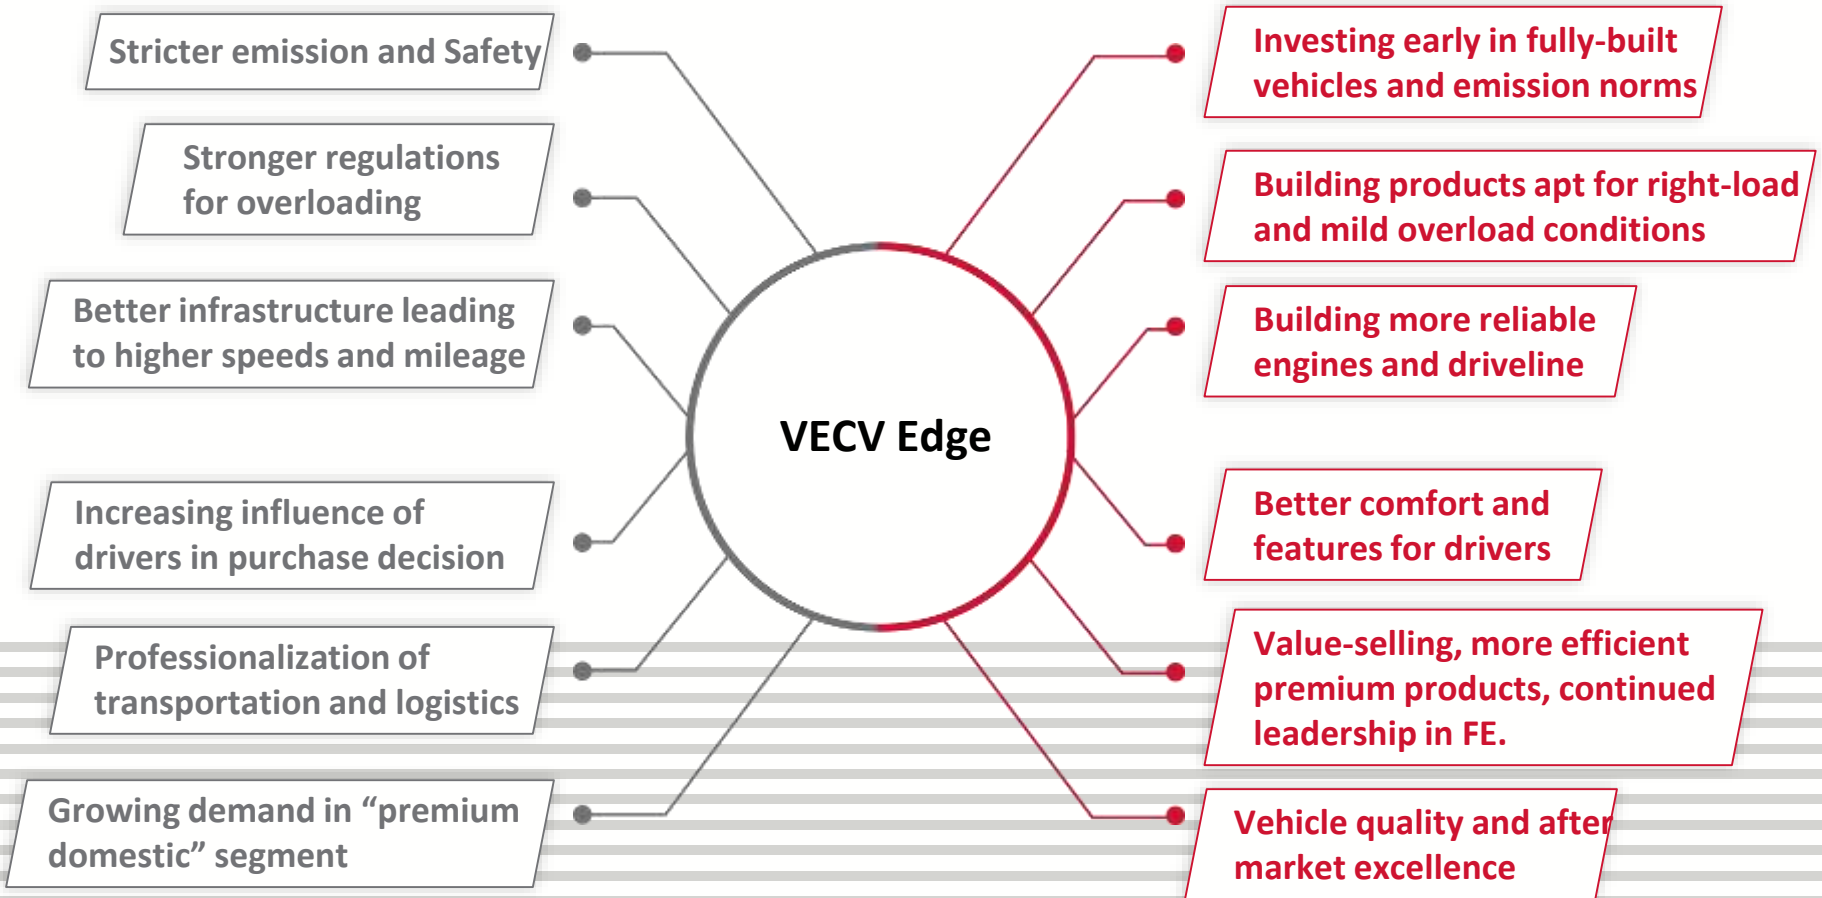 Stricter emission and Safety
Stronger regulations
for overloading
Better infrastructure leading
to higher speeds and mileage
Increasing influence of
drivers in purchase decision
Professionalization of
transportation and logistics
Growing demand in “premium
domestic” segment
VECV Edge
Investing early in fully-built
vehicles and emission norms
Building products apt for right-load
and mild overload conditions
Building more reliable
engines and driveline
Better comfort and
features for drivers
Value-selling, more efficient
premium products, continued
leadership in FE.
Vehicle quality and after
market excellence